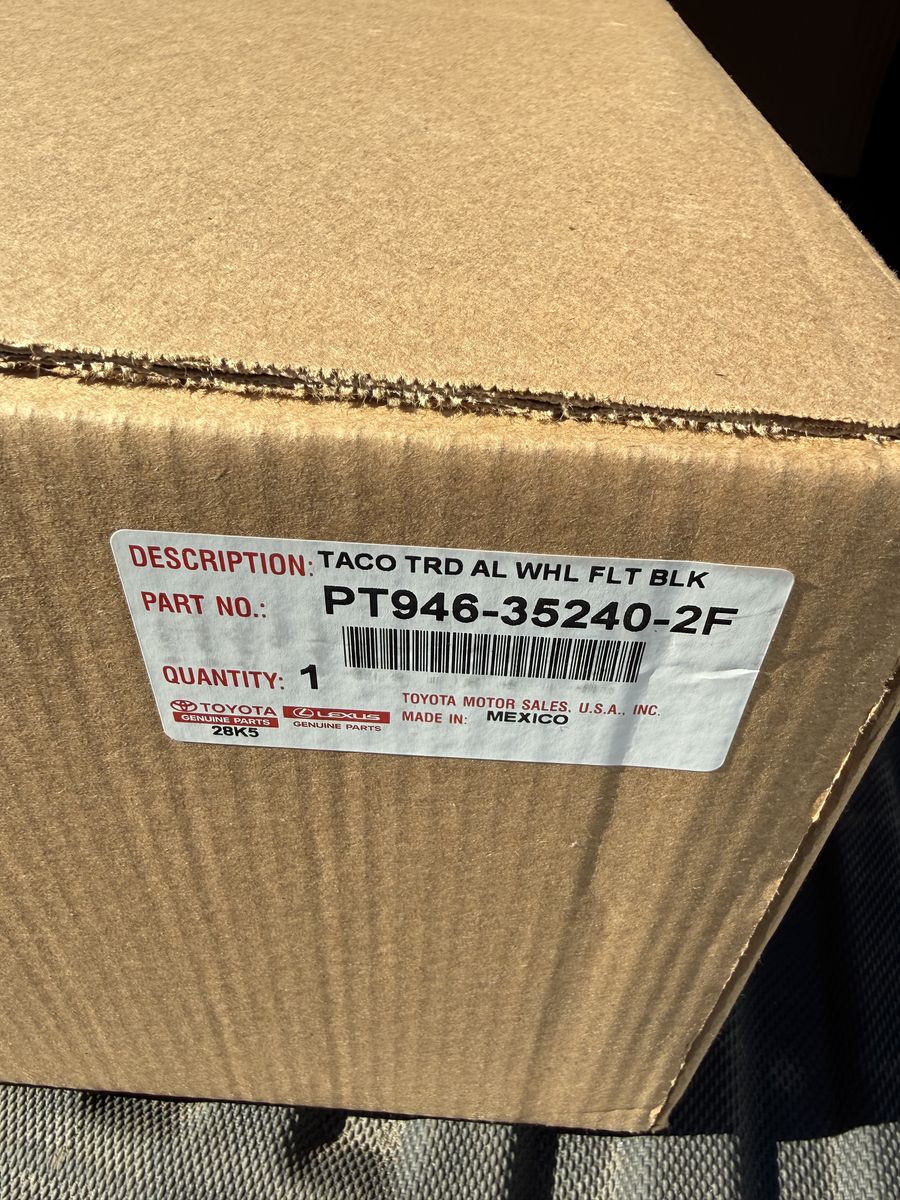 DESCRIPTION: TACO TRD AL WHL FLT BLK
PART NO.: PT946-35240-2F
QUANTITY: 1
TOYOTA
GENUINE PARTS
28K5
LEXUS
GENUINE PARTS
TOYOTA MOTOR SALES, U.S.A., INC.
MADE IN: MEXICO